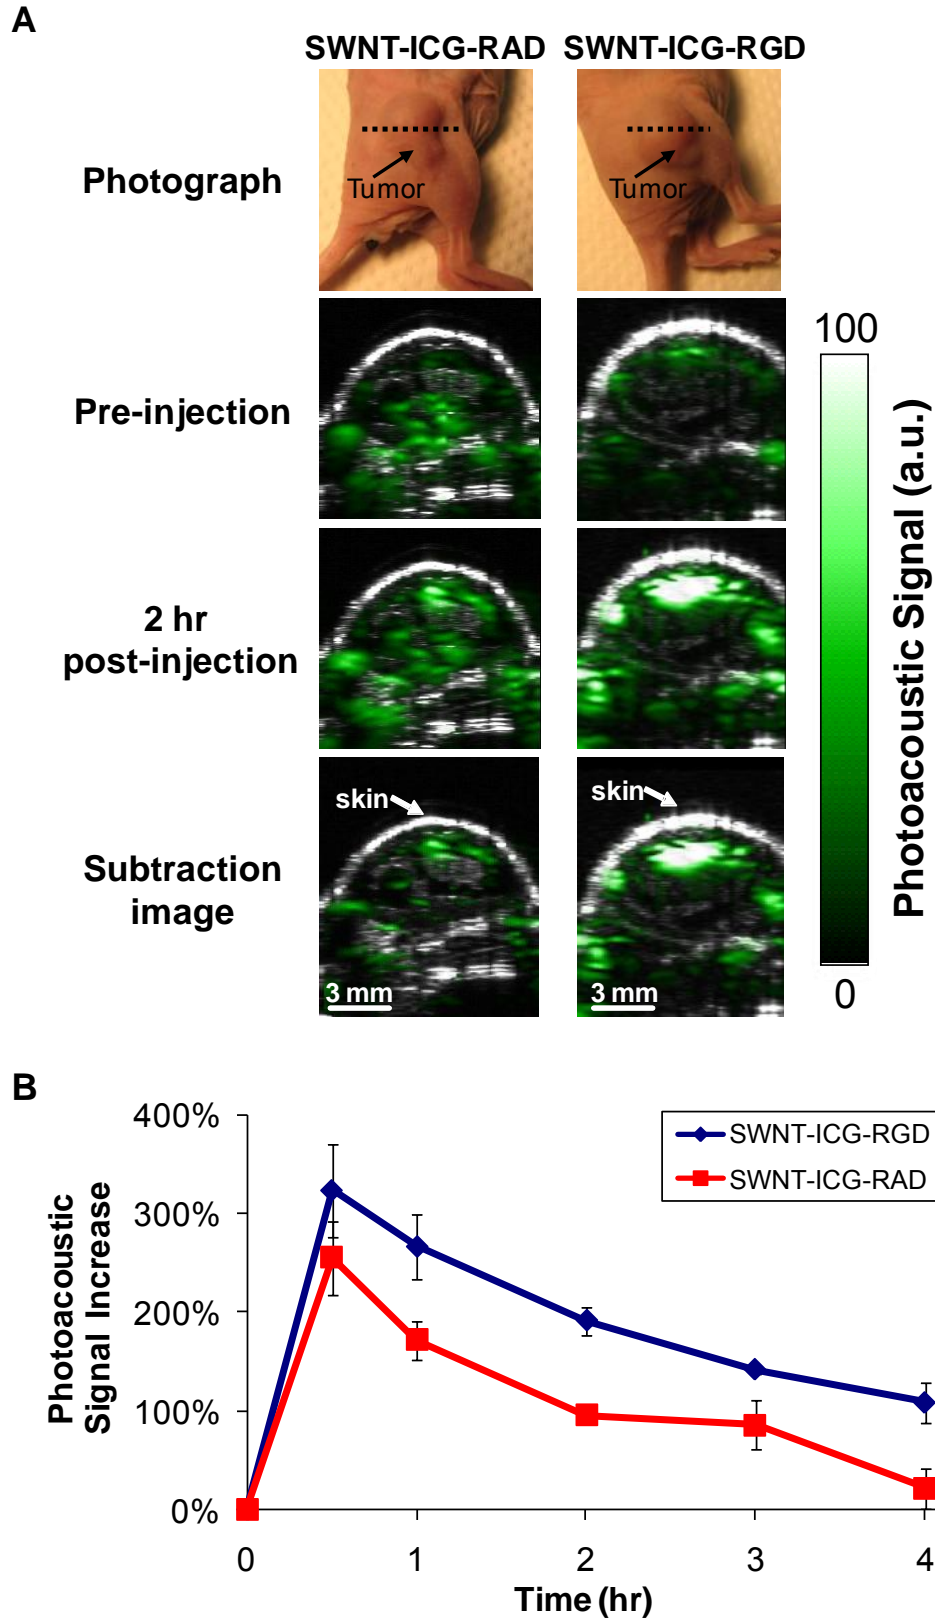 A
SWNT-ICG-RAD SWNT-ICG-RGD
Photograph
Tumor
Tumor
Pre-injection
2 hr
post-injection
Subtraction
image
skin
skin
3 mm
3 mm
100
0
Photoacoustic Signal (a.u.)
B
Photoacoustic
Signal Increase
400%
300%
200%
100%
0%
SWNT-ICG-RGD
SWNT-ICG-RAD
0 1 2 3 4
Time (hr)